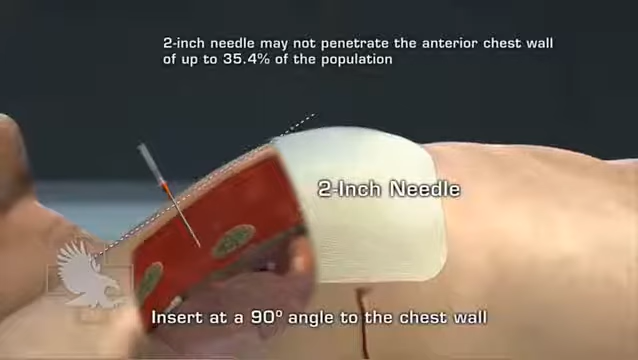 2-inch needle may not penetrate the anterior chest wall
of up to 35.4% of the population
2-Inch Needle
Insert at a 90º angle to the chest wall